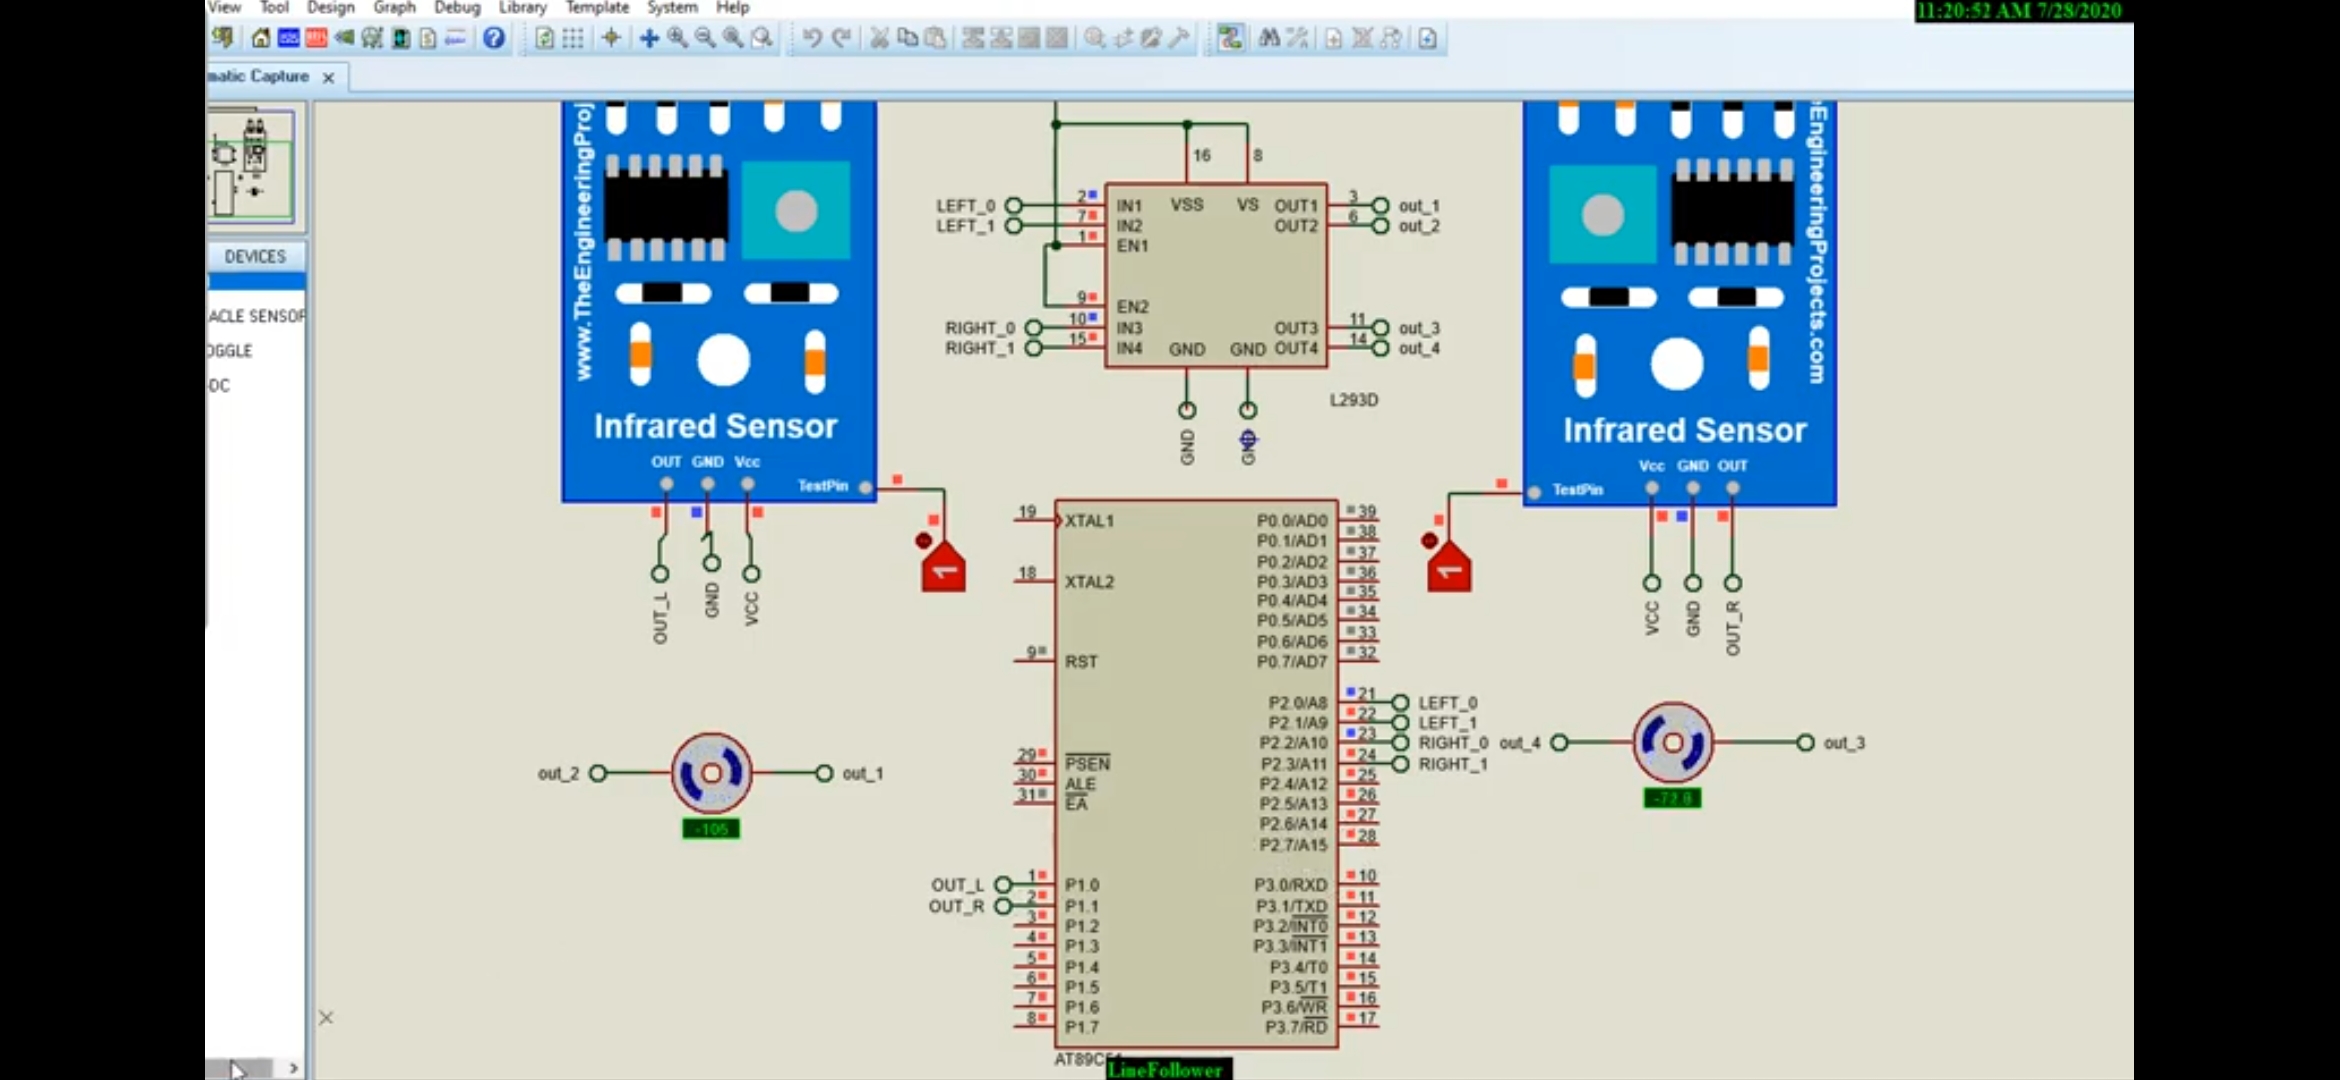 View Tool Design Graph Debug Library Template System Help
11:20:52 AM 7/28/2020
matic Capture
DEVICES
ACLE SENSOR
OGGLE
-DC
www.TheEngineeringProj
Infrared Sensor
OUT GND Vcc
TestPin
OUT_L
GND
VCC
1
16 8
LEFT_0 2 IN1 VSS VS OUT1 3 out_1
LEFT_1 7 IN2 OUT2 6 out_2
1 EN1
9 EN2
RIGHT_0 10 IN3 OUT3 11 out_3
RIGHT_1 15 IN4 GND GND OUT4 14 out_4
L293D
GND
GND
eEngineeringProjects.com
Infrared Sensor
Vcc GND OUT
TestPin
1
VCC
GND
OUT_R
19 XTAL1 P0.0/AD0 39
P0.1/AD1 38
P0.2/AD2 37
18 XTAL2 P0.3/AD3 36
P0.4/AD4 35
P0.5/AD5 34
P0.6/AD6 33
9 RST P0.7/AD7 32
P2.0/A8 21 LEFT_0
P2.1/A9 22 LEFT_1
P2.2/A10 23 RIGHT_0 out_4 out_3
29 PSEN P2.3/A11 24 RIGHT_1
30 ALE P2.4/A12 25
31 EA P2.5/A13 26
P2.6/A14 27
P2.7/A15 28
out_2 out_1
-105
-72.8
OUT_L 1 P1.0 P3.0/RXD 10
OUT_R 2 P1.1 P3.1/TXD 11
3 P1.2 P3.2/INT0 12
4 P1.3 P3.3/INT1 13
5 P1.4 P3.4/T0 14
6 P1.5 P3.5/T1 15
7 P1.6 P3.6/WR 16
8 P1.7 P3.7/RD 17
AT89C51
LineFollower